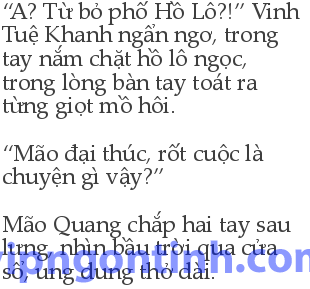 “A? Từ bỏ phố Hồ Lô?!” Vinh
Tuệ Khanh ngẩn ngơ, trong
tay nắm chặt hồ lô ngọc,
trong lòng bàn tay toát ra
từng giọt mồ hôi.

“Mão đại thúc, rốt cuộc là
chuyện gì vậy?”

Mão Quang chắp hai tay sau
lưng, nhìn bầu trời qua cửa
sổ, ung dung thở dài.
vipngontinh.com